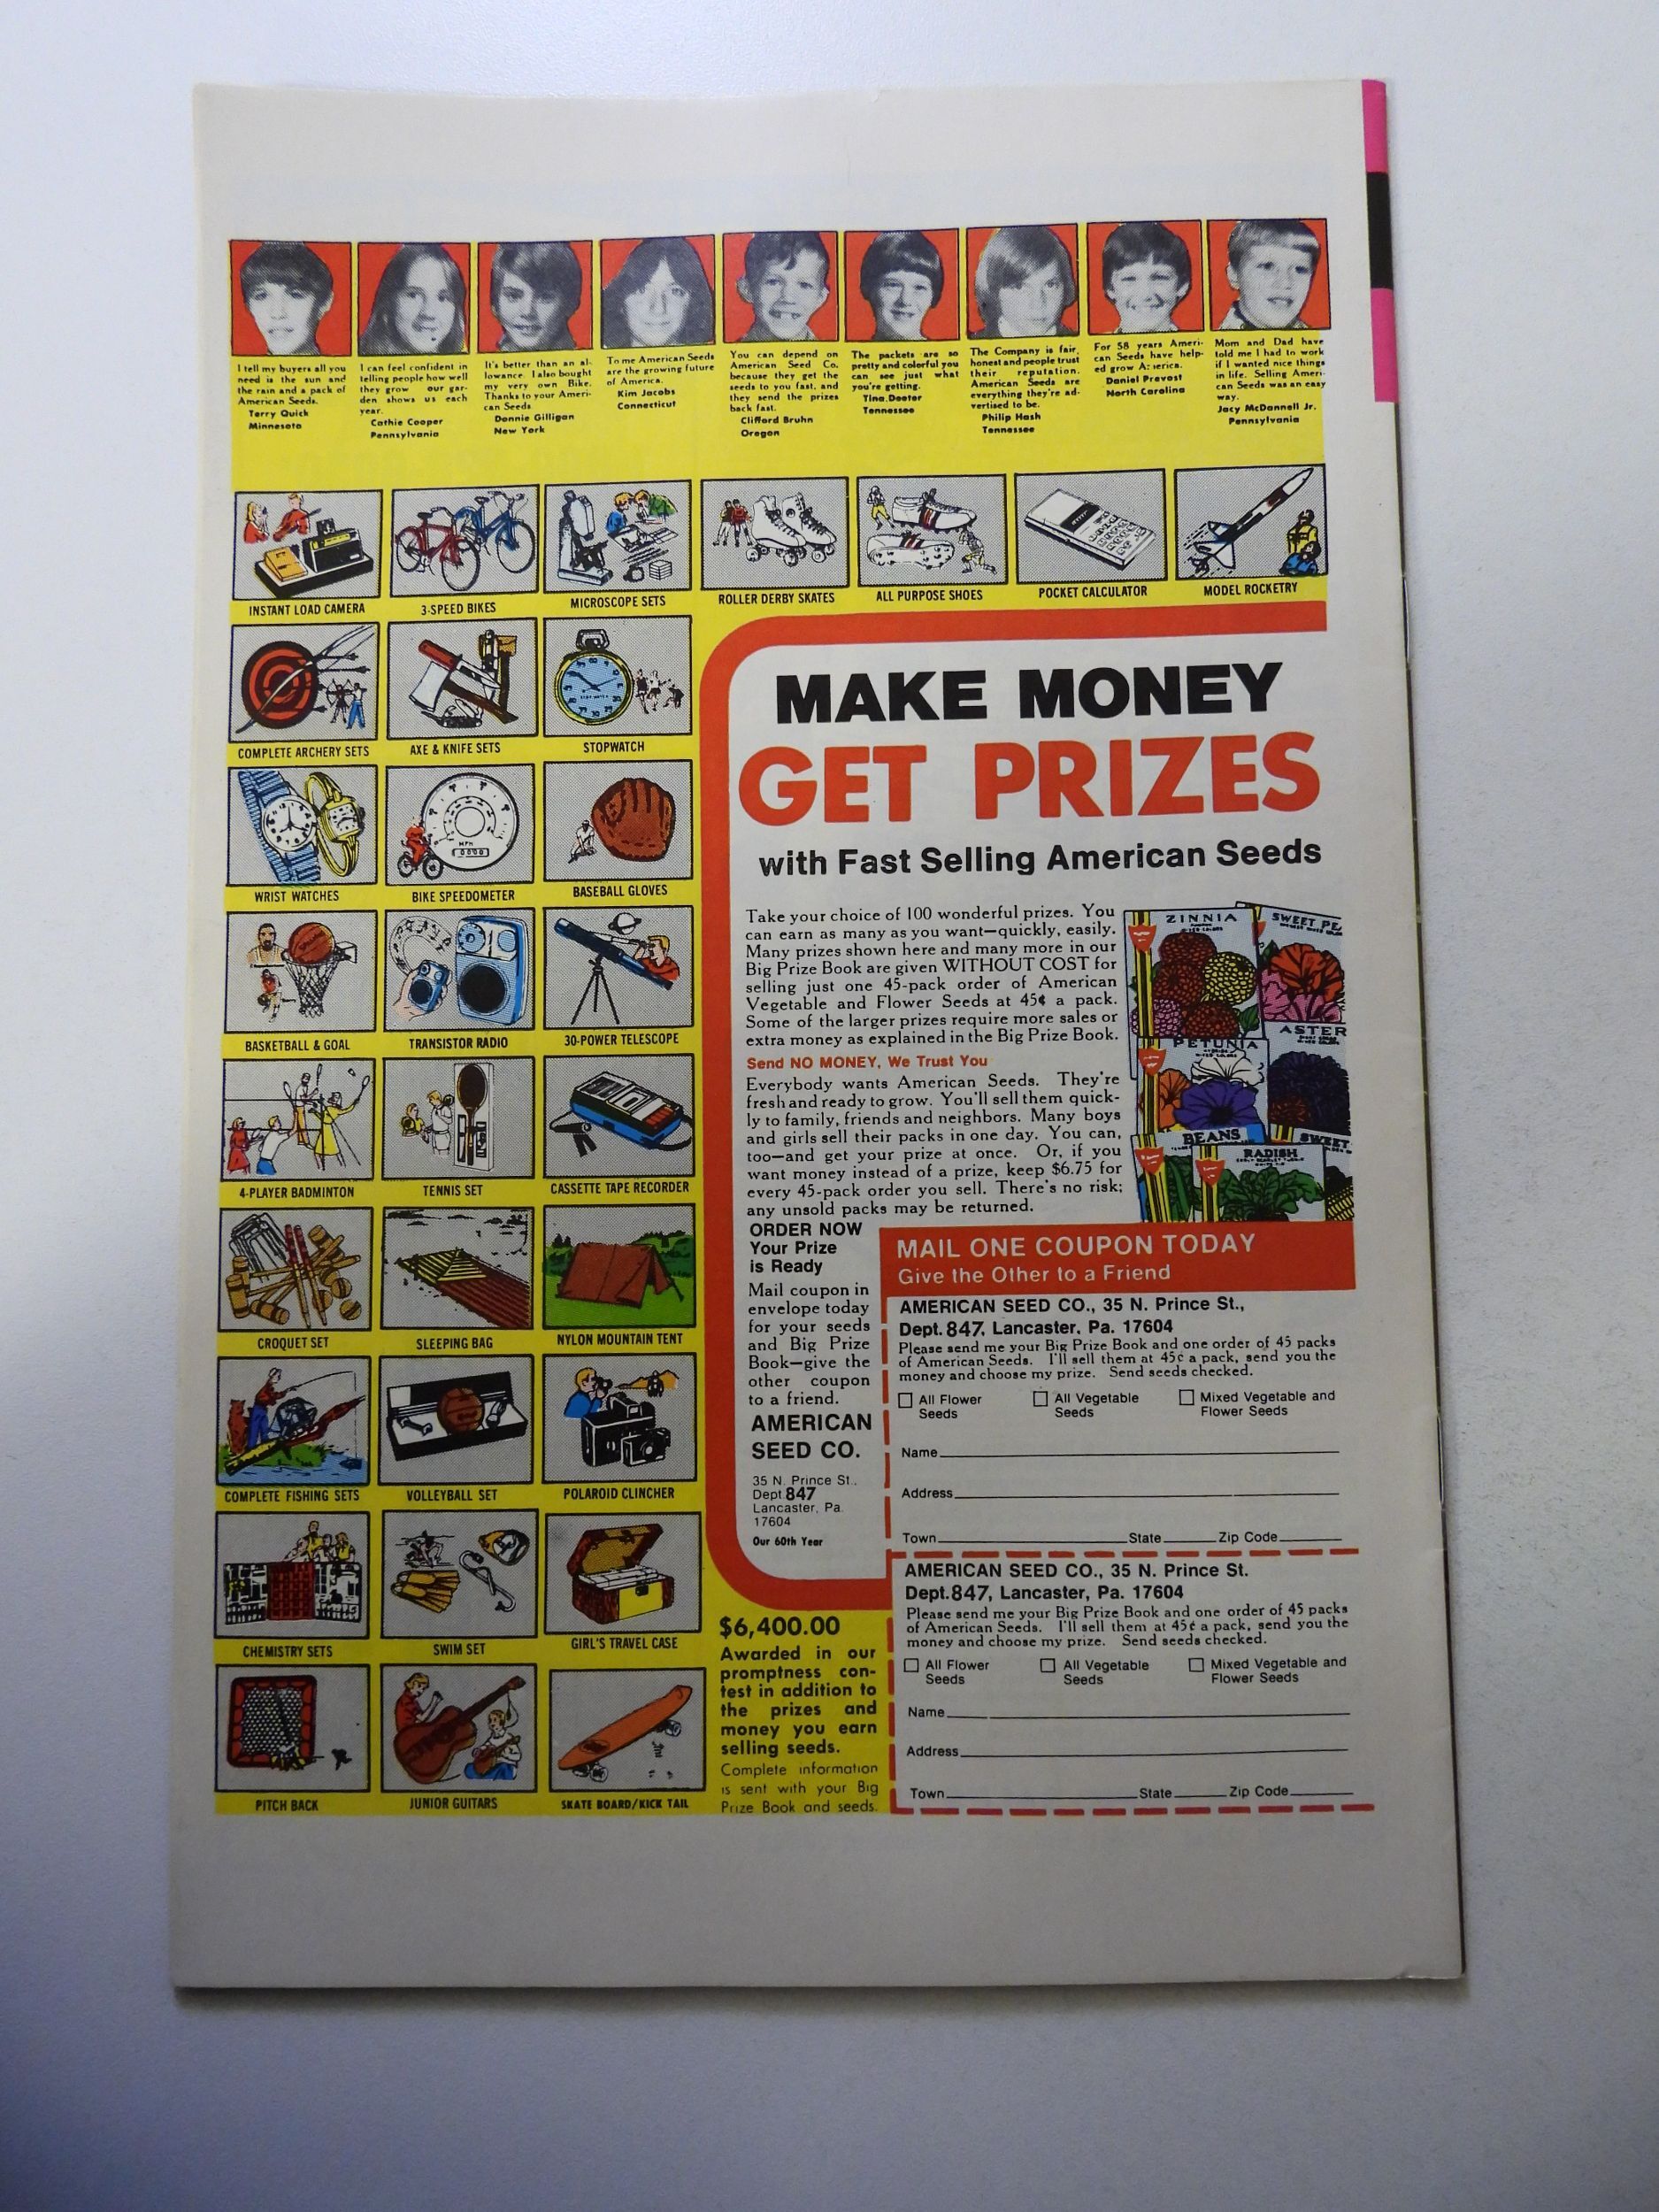 I tell my buyers all you
need is the sun and
the rain and a pack of
American Seeds.
Terry Quick
Minnesota
I can feel confident in
telling people how well
they grow our gar-
den shows us each
year.
Cathie Cooper
Pennsylvania
It's better than an al-
lowance. I also bought
my very own Bike.
Thanks to your Ameri-
can Seeds
Donnie Gilligan
New York
To me American Seeds
are the growing future
of America.
Kim Jacobs
Connecticut
You can depend on
American Seed Co.
because they get the
seeds to you fast, and
they send the prizes
back fast.
Clifford Bruhn
Oregon
The packets are so
pretty and colorful you
can see just what
you're getting.
Tina Deeter
Tennessee
The Company is fair,
honest and people trust
their reputation.
American Seeds are
everything they're ad-
vertised to be.
Philip Hash
Tennessee
For 58 years Ameri-
can Seeds have help-
ed grow A: erica.
Daniel Prevost
North Carolina
Mom and Dad have
told me I had to work
if I wanted nice things
in life. Selling Ameri-
can Seeds was an easy
way.
Jacy McDannell Jr.
Pennsylvania
INSTANT LOAD CAMERA
3-SPEED BIKES
MICROSCOPE SETS
ROLLER DERBY SKATES
ALL PURPOSE SHOES
POCKET CALCULATOR
MODEL ROCKETRY
COMPLETE ARCHERY SETS
AXE & KNIFE SETS
STOPWATCH
WRIST WATCHES
MPH
BIKE SPEEDOMETER
BASEBALL GLOVES
BASKETBALL & GOAL
TRANSISTOR RADIO
30-POWER TELESCOPE
4-PLAYER BADMINTON
TENNIS SET
CASSETTE TAPE RECORDER
CROQUET SET
SLEEPING BAG
NYLON MOUNTAIN TENT
COMPLETE FISHING SETS
VOLLEYBALL SET
POLAROID CLINCHER
CHEMISTRY SETS
SWIM SET
GIRL'S TRAVEL CASE
PITCH BACK
JUNIOR GUITARS
SKATE BOARD/KICK TAIL
MAKE MONEY
GET PRIZES
with Fast Selling American Seeds
Take your choice of 100 wonderful prizes. You
can earn as many as you want—quickly, easily.
Many prizes shown here and many more in our
Big Prize Book are given WITHOUT COST for
selling just one 45-pack order of American
Vegetable and Flower Seeds at 45¢ a pack.
Some of the larger prizes require more sales or
extra money as explained in the Big Prize Book.
Send NO MONEY, We Trust You
Everybody wants American Seeds. They're
fresh and ready to grow. You'll sell them quick-
ly to family, friends and neighbors. Many boys
and girls sell their packs in one day. You can,
too—and get your prize at once. Or, if you
want money instead of a prize, keep $6.75 for
every 45-pack order you sell. There's no risk;
any unsold packs may be returned.
ZINNIA
SWEET PE
ASTER
PETUNIA
BEANS
SWEET
RADISH
ORDER NOW
Your Prize
is Ready
Mail coupon in
envelope today
for your seeds
and Big Prize
Book—give the
other coupon
to a friend.
AMERICAN
SEED CO.
35 N. Prince St.,
Dept 847
Lancaster, Pa.
17604
Our 60th Year
$6,400.00
Awarded in our
promptness con-
test in addition to
the prizes and
money you earn
selling seeds.
Complete information
is sent with your Big
Prize Book and seeds.
MAIL ONE COUPON TODAY
Give the Other to a Friend
AMERICAN SEED CO., 35 N. Prince St.,
Dept. 847, Lancaster, Pa. 17604
Please send me your Big Prize Book and one order of 45 packs
of American Seeds. I'll sell them at 45¢ a pack, send you the
money and choose my prize. Send seeds checked.
All Flower Seeds
All Vegetable Seeds
Mixed Vegetable and Flower Seeds
Name
Address
Town State Zip Code
AMERICAN SEED CO., 35 N. Prince St.
Dept. 847, Lancaster, Pa. 17604
Please send me your Big Prize Book and one order of 45 packs
of American Seeds. I'll sell them at 45¢ a pack, send you the
money and choose my prize. Send seeds checked.
All Flower Seeds
All Vegetable Seeds
Mixed Vegetable and Flower Seeds
Name
Address
Town State Zip Code